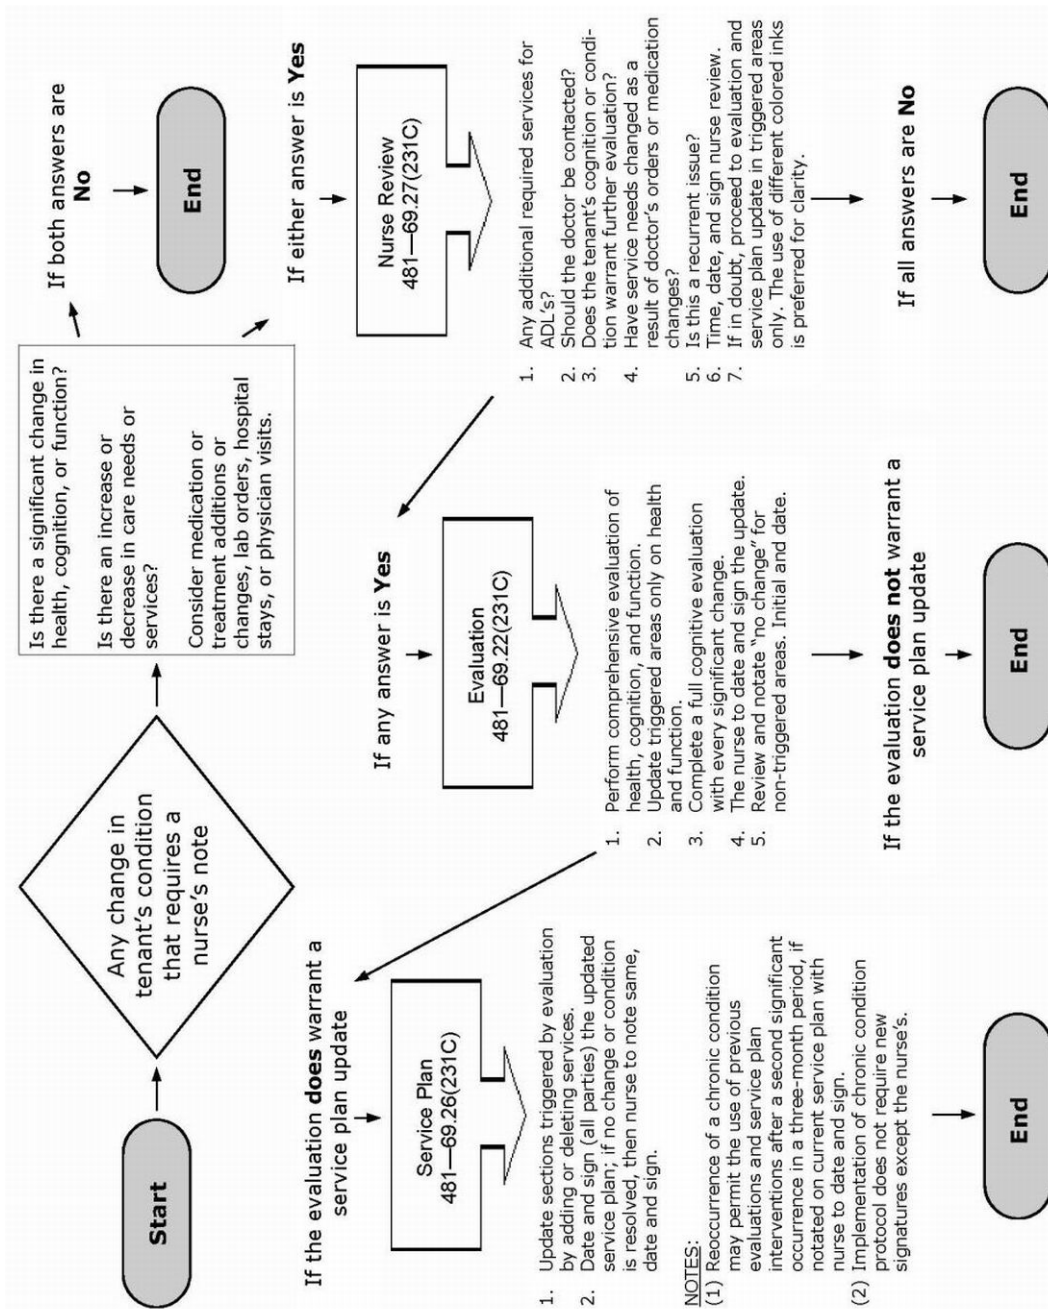 Start
Any change in
tenant's condition
that requires a
nurse's note
Is there a significant change in
health, cognition, or function?
Is there an increase or
decrease in care needs or
services?
Consider medication or
treatment additions or
changes, lab orders, hospital
stays, or physician visits.
If both answers are
No
End
If either answer is Yes
Nurse Review
481—69.27(231C)
1. Any additional required services for
ADL's?
2. Should the doctor be contacted?
3. Does the tenant's cognition or condi-
tion warrant further evaluation?
4. Have service needs changed as a
result of doctor's orders or medication
changes?
5. Is this a recurrent issue?
6. Time, date, and sign nurse review.
7. If in doubt, proceed to evaluation and
service plan update in triggered areas
only. The use of different colored inks
is preferred for clarity.
If all answers are No
End
If any answer is Yes
Evaluation
481—69.22(231C)
1. Perform comprehensive evaluation of
health, cognition, and function.
2. Update triggered areas only on health
and function.
3. Complete a full cognitive evaluation
with every significant change.
4. The nurse to date and sign the update.
5. Review and notate "no change" for
non-triggered areas. Initial and date.
If the evaluation does not warrant a
service plan update
End
If the evaluation does warrant a
service plan update
Service Plan
481—69.26(231C)
1. Update sections triggered by evaluation
by adding or deleting services.
2. Date and sign (all parties) the updated
service plan; if no change or condition
is resolved, then nurse to note same,
date and sign.
NOTES:
(1) Reoccurrence of a chronic condition
may permit the use of previous
evaluations and service plan
interventions after a second significant
occurrence in a three-month period, if
notated on current service plan with
nurse to date and sign.
(2) Implementation of chronic condition
protocol does not require new
signatures except the nurse's.
End